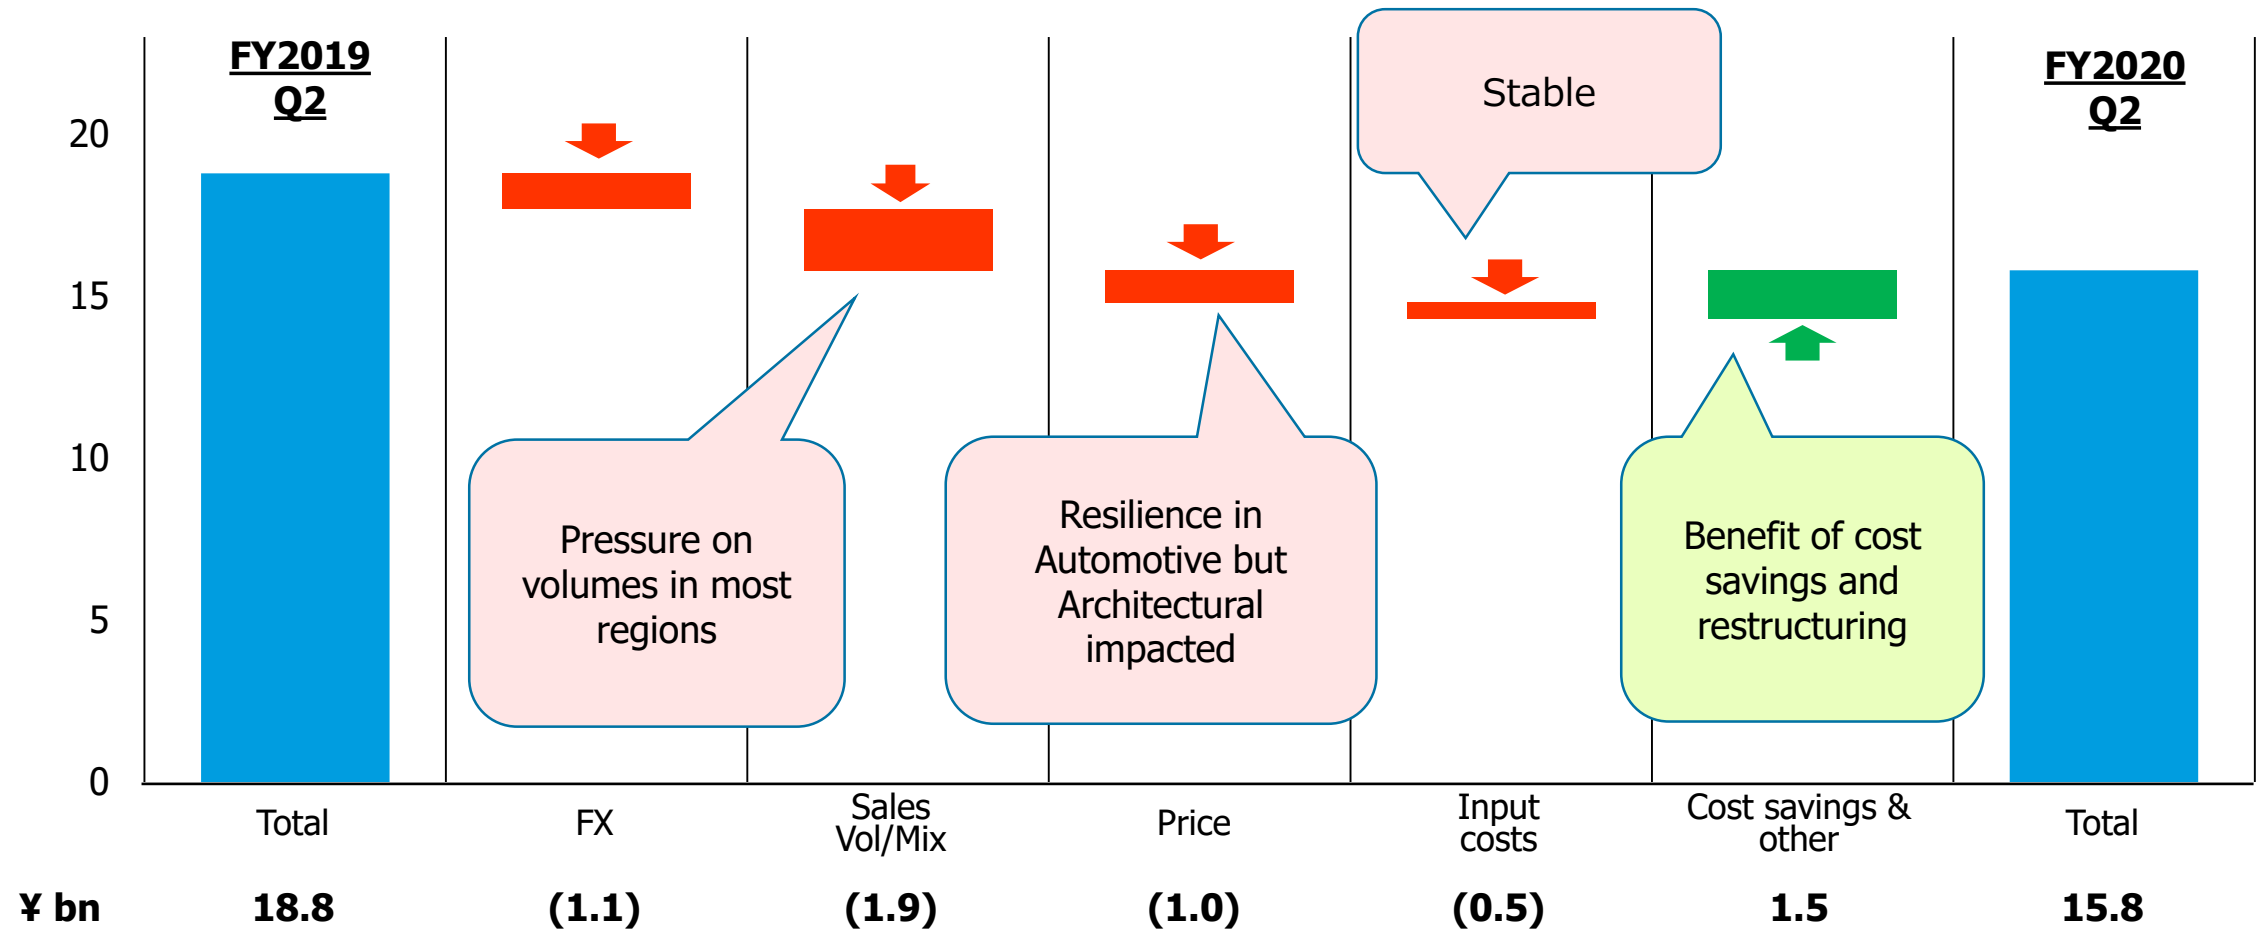 FY2019
Q2
FY2020
Q2
Stable
20
15
10
5
0
Pressure on
volumes in most
regions
Resilience in
Automotive but
Architectural
impacted
Benefit of cost
savings and
restructuring
Total
FX
Sales
Vol/Mix
Price
Input
costs
Cost savings &
other
Total
¥ bn 18.8 (1.1) (1.9) (1.0) (0.5) 1.5 15.8